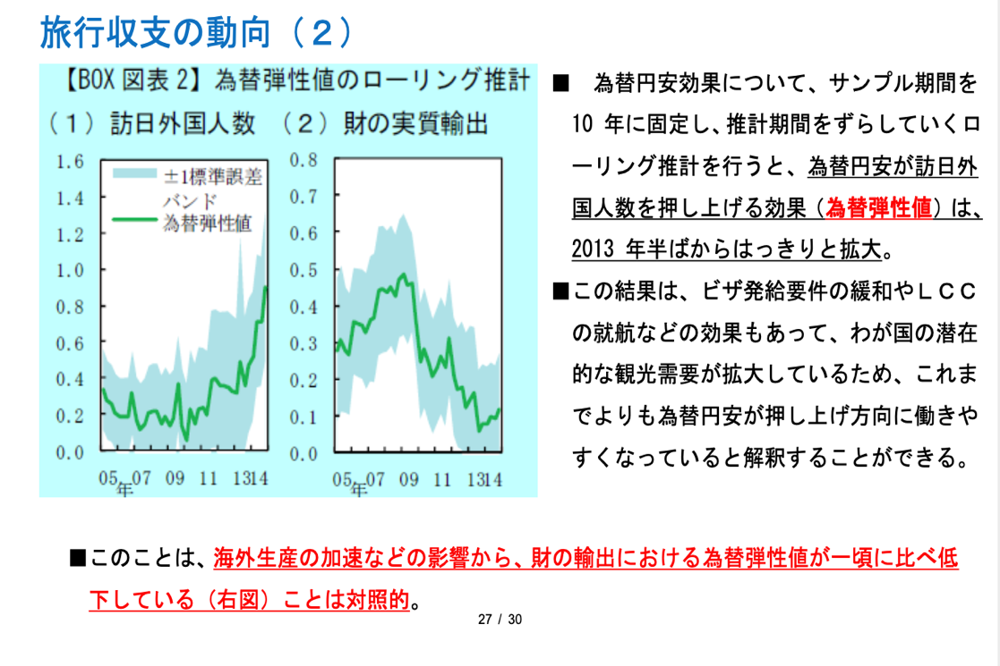 旅行収支の動向（２）
【BOX 図表 2】為替弾性値のローリング推計
（１）訪日外国人数 （２）財の実質輸出
1.6
1.4
1.2
1.0
0.8
0.6
0.4
0.2
0.0
±1標準誤差
バンド
為替弾性値
05 07 09 11 13 14
年
0.8
0.7
0.6
0.5
0.4
0.3
0.2
0.1
0.0
05 07 09 11 13 14
年
■ 為替円安効果について、サンプル期間を
10 年に固定し、推計期間をずらしていくロ
ーリング推計を行うと、為替円安が訪日外
国人数を押し上げる効果（為替弾性値）は、
2013 年半ばからはっきりと拡大。
■この結果は、ビザ発給要件の緩和やＬＣＣ
の就航などの効果もあって、わが国の潜在
的な観光需要が拡大しているため、これま
でよりも為替円安が押し上げ方向に働きや
すくなっていると解釈することができる。
■このことは、海外生産の加速などの影響から、財の輸出における為替弾性値が一頃に比べ低
下している（右図）ことは対照的。
27 / 30